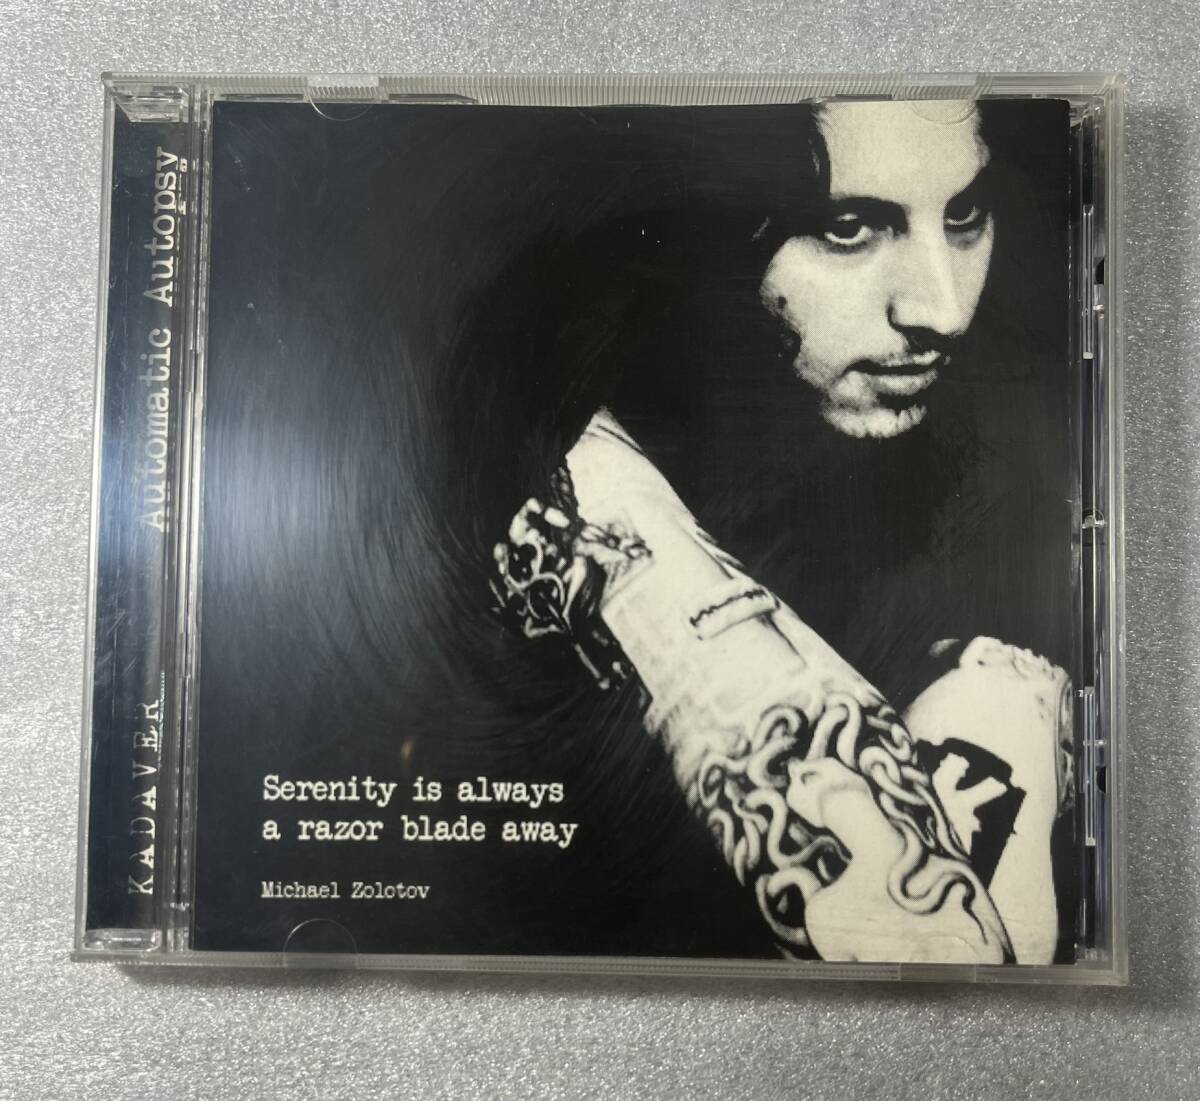 KADAVER Automatic Autopsy
Serenity is always
a razor blade away
Michael Zolotov